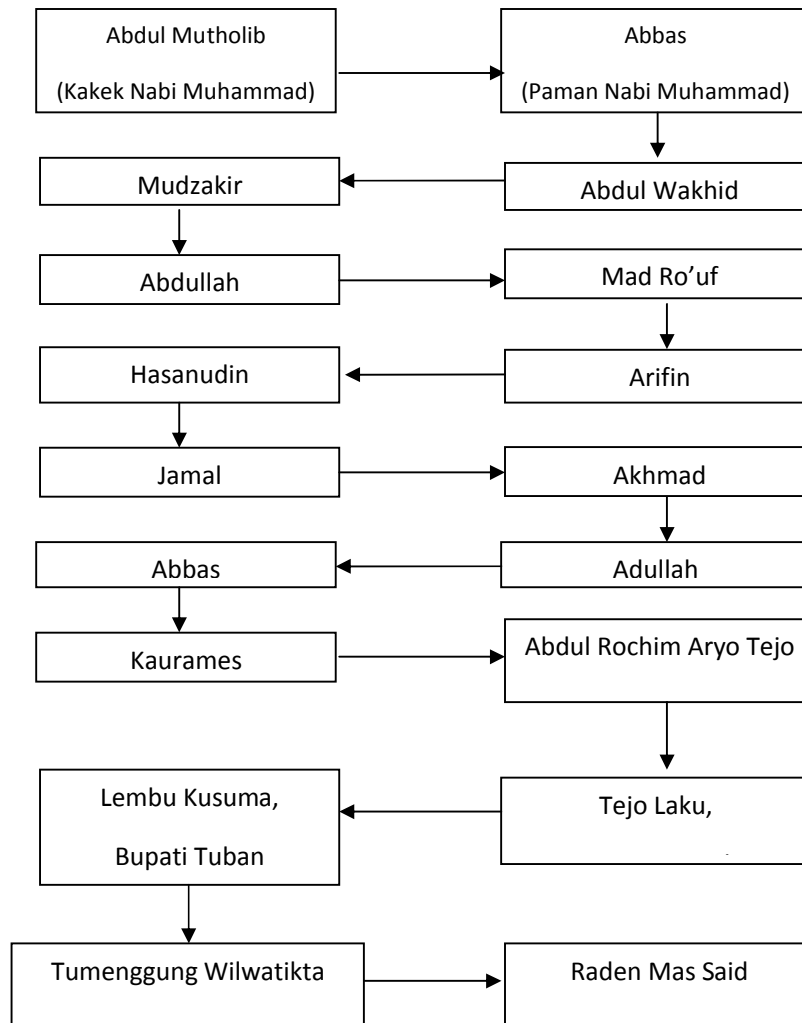 Abdul Mutholib
(Kakek Nabi Muhammad)
Abbas
(Paman Nabi Muhammad)
Mudzakir
Abdul Wakhid
Abdullah
Mad Ro’uf
Hasanudin
Arifin
Jamal
Akhmad
Abbas
Adullah
Kaurames
Abdul Rochim Aryo Tejo
Lembu Kusuma,
Bupati Tuban
Tejo Laku,
Tumenggung Wilwatikta
Raden Mas Said